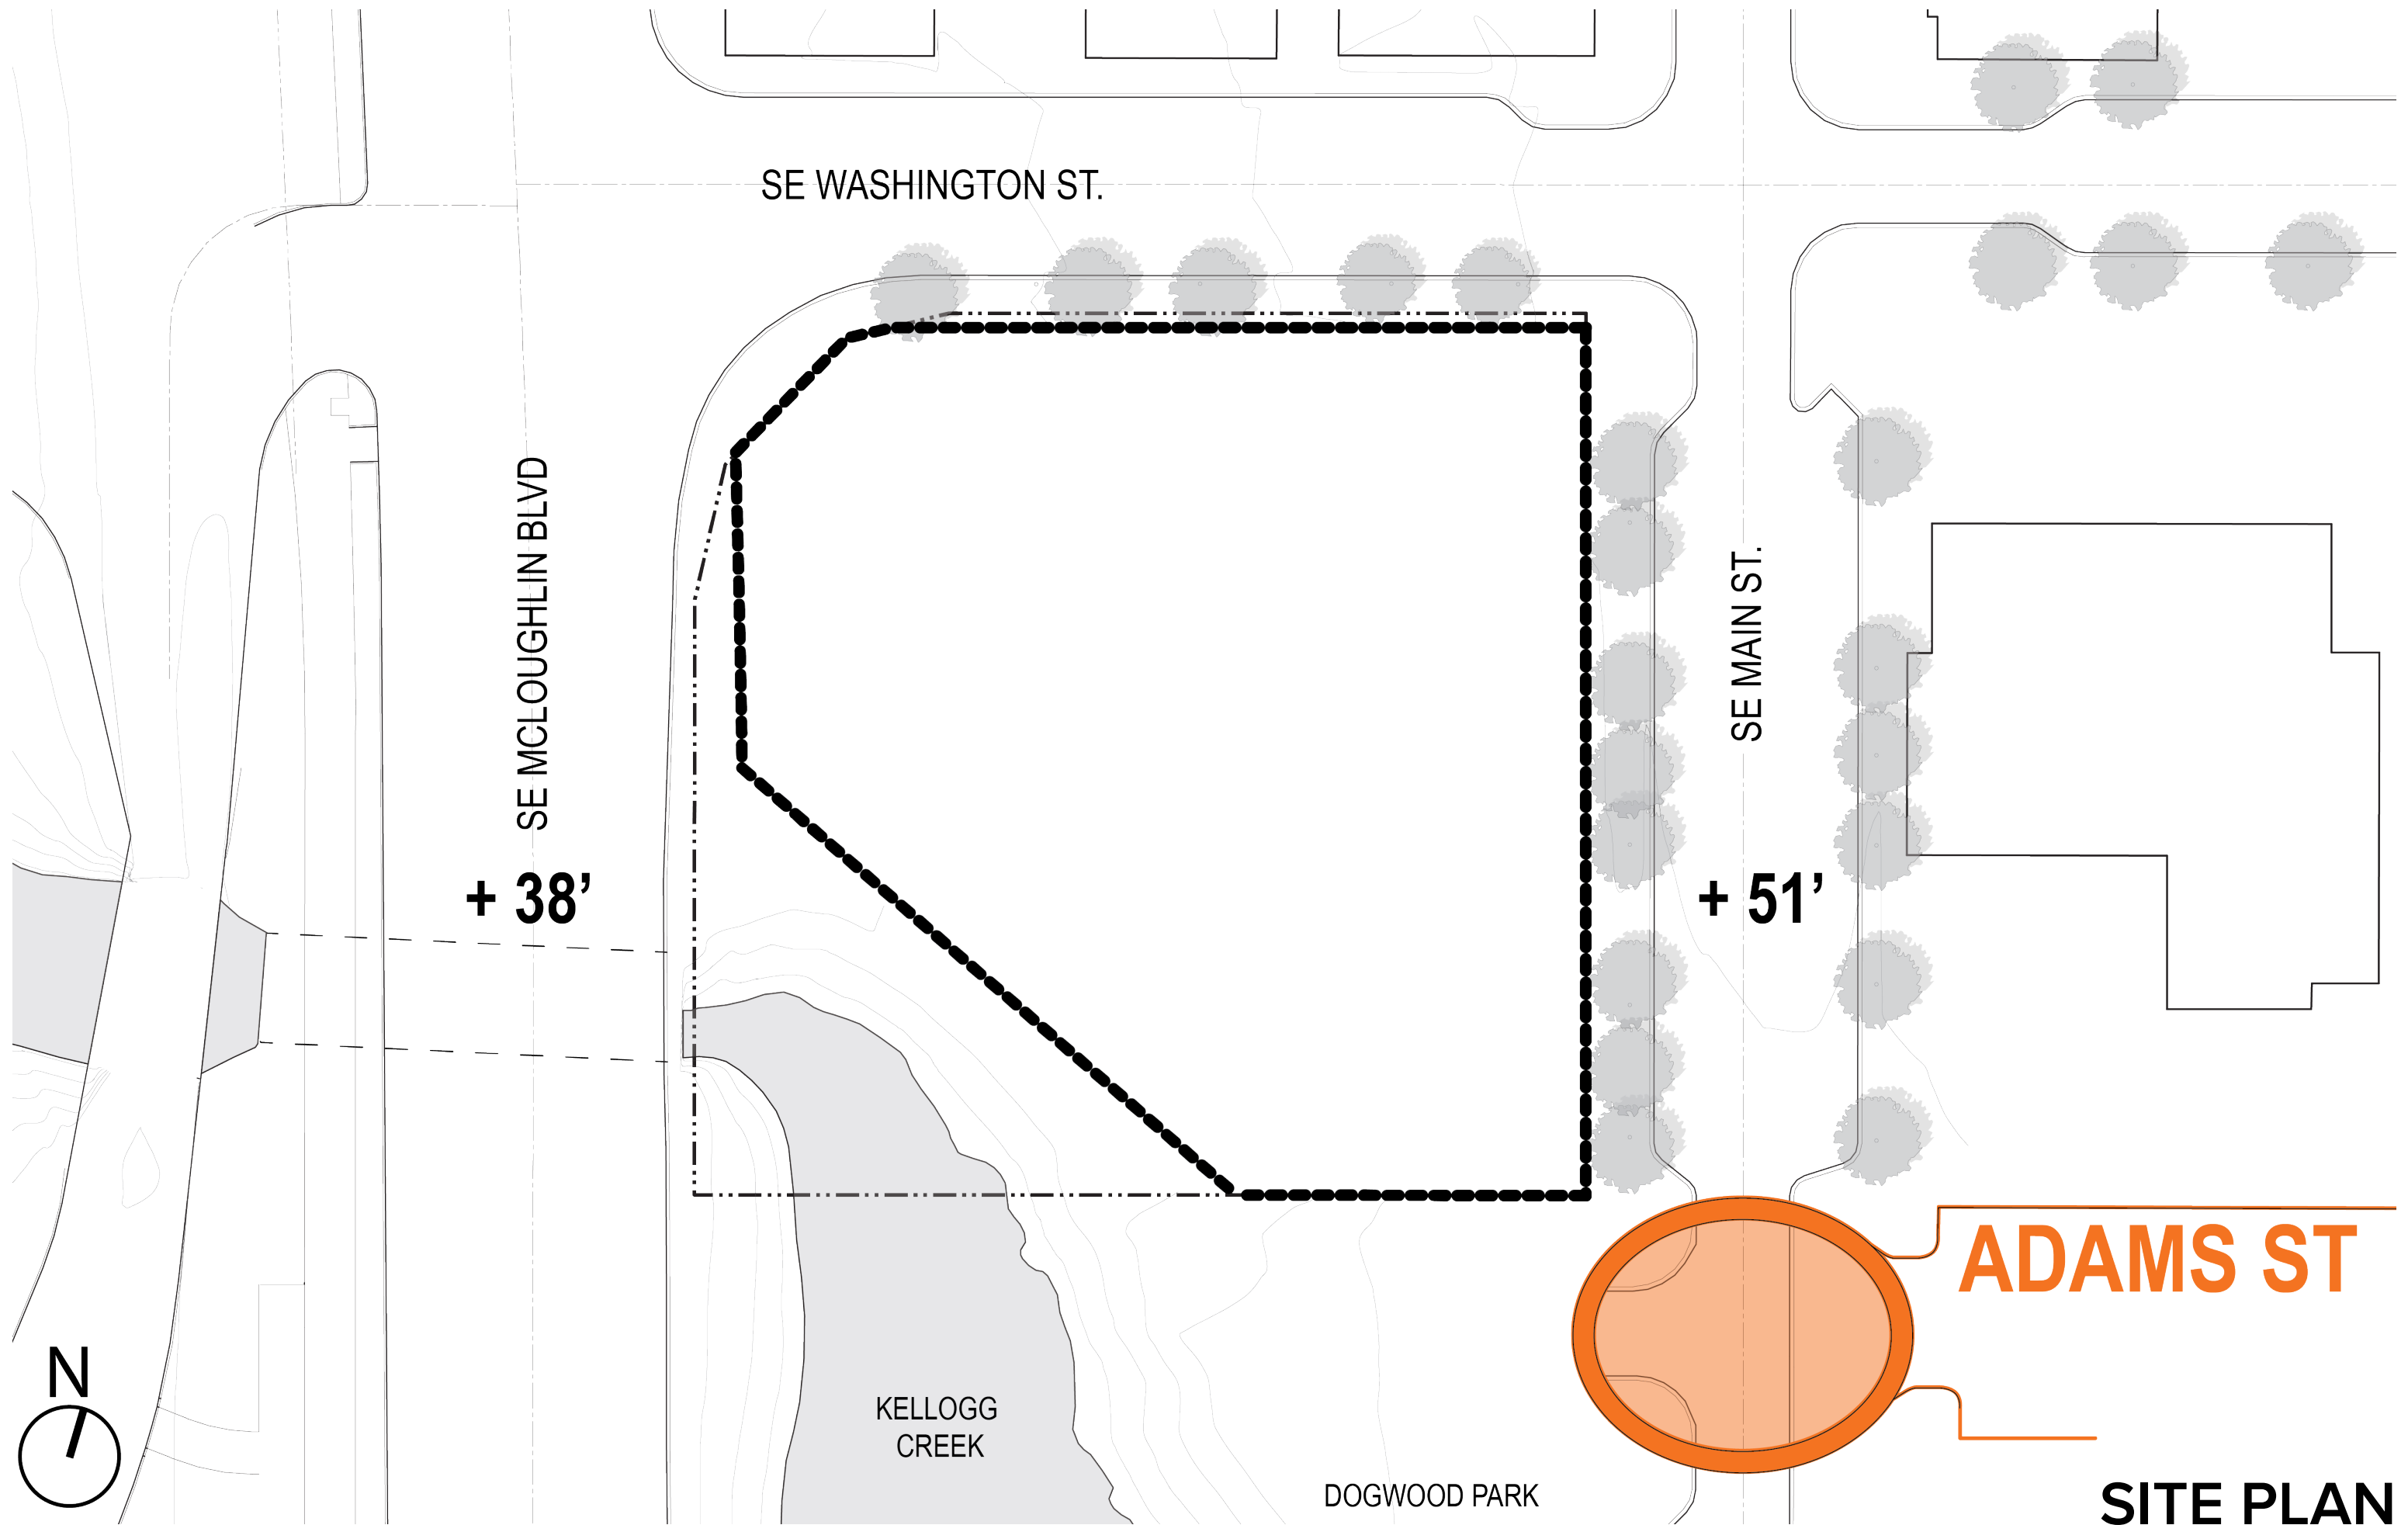 SE WASHINGTON ST.
SE MCLOUGHLIN BLVD
SE MAIN ST.
+ 38’
+ 51’
ADAMS ST
N
KELLOGG
CREEK
DOGWOOD PARK
SITE PLAN